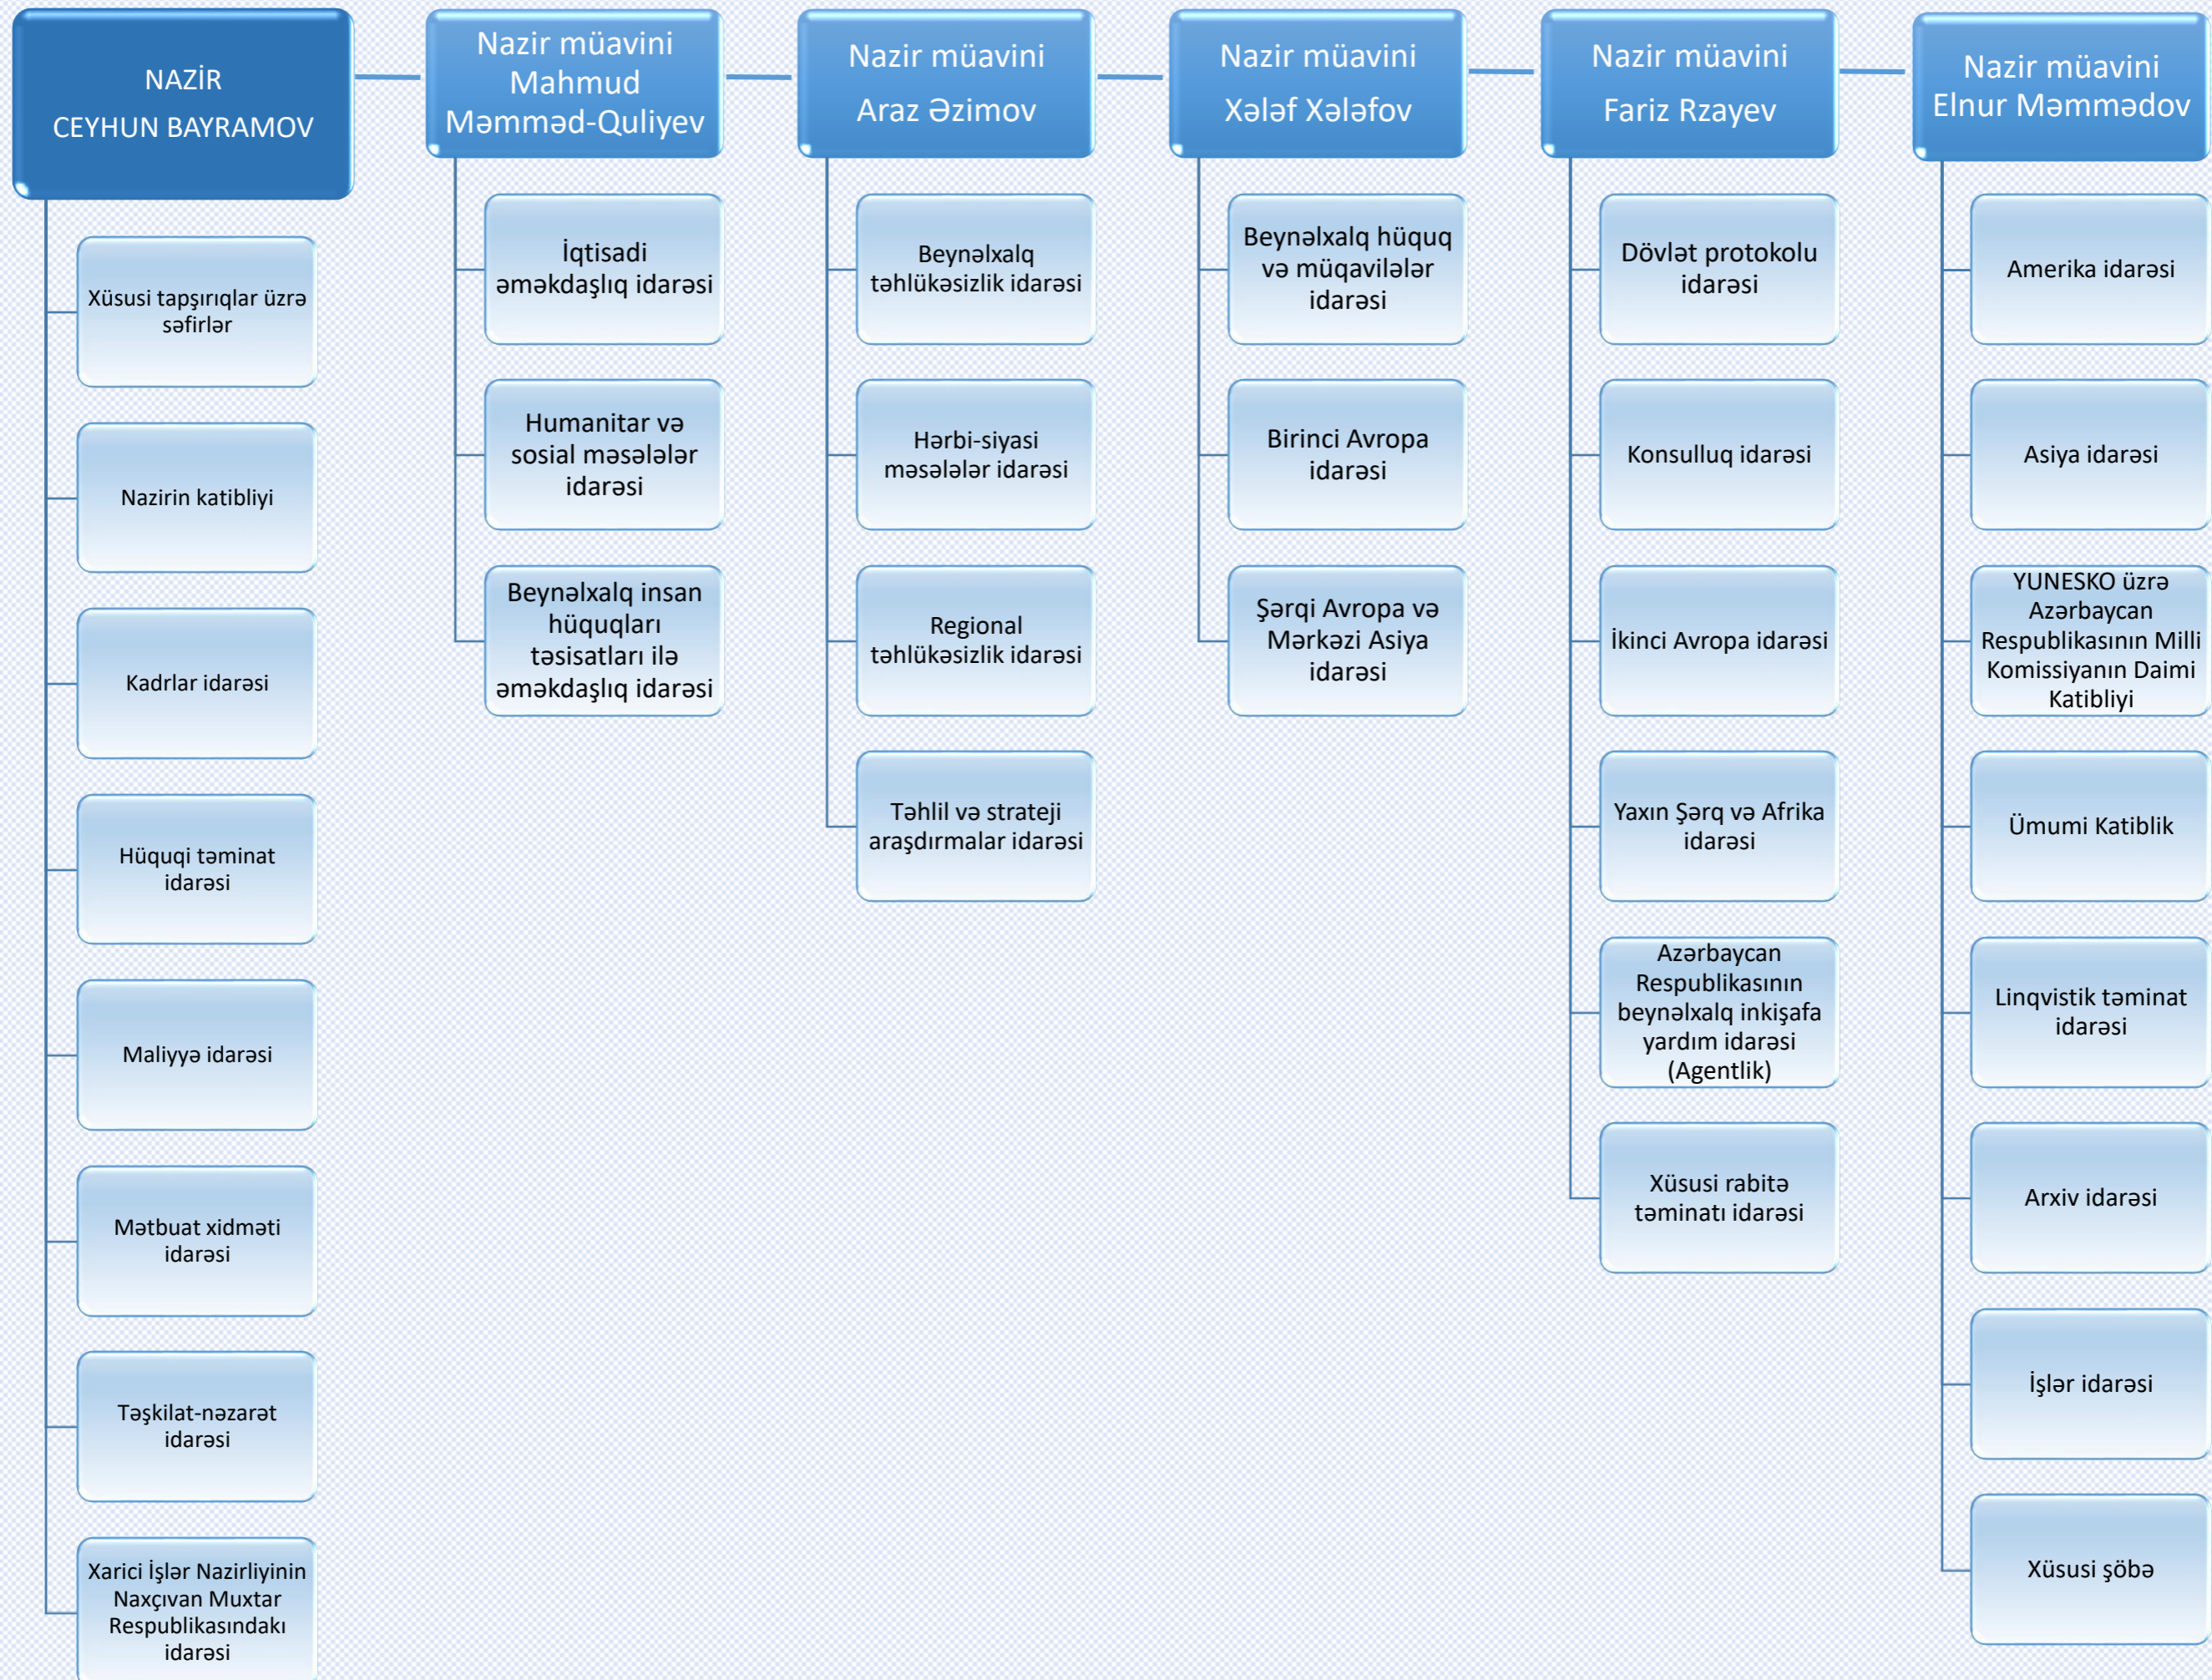 NAZİR
CEYHUN BAYRAMOV
Xüsusi tapşırıqlar üzrə
səfirlər
Nazirin katibliyi
Kadrlar idarəsi
Hüquqi təminat
idarəsi
Maliyyə idarəsi
Mətbuat xidməti
idarəsi
Təşkilat-nəzarət
idarəsi
Xarici İşlər Nazirliyinin
Naxçıvan Muxtar
Respublikasındakı
idarəsi
Nazir müavini
Mahmud
Məmməd-Quliyev
İqtisadi
əməkdaşlıq idarəsi
Humanitar və
sosial məsələlər
idarəsi
Beynəlxalq insan
hüquqları
təsisatları ilə
əməkdaşlıq idarəsi
Nazir müavini
Araz Əzimov
Beynəlxalq
təhlükəsizlik idarəsi
Hərbi-siyasi
məsələlər idarəsi
Regional
təhlükəsizlik idarəsi
Təhlil və strateji
araşdırmalar idarəsi
Nazir müavini
Xələf Xələfov
Beynəlxalq hüquq
və müqavilələr
idarəsi
Birinci Avropa
idarəsi
Şərqi Avropa və
Mərkəzi Asiya
idarəsi
Nazir müavini
Fariz Rzayev
Dövlət protokolu
idarəsi
Konsulluq idarəsi
İkinci Avropa idarəsi
Yaxın Şərq və Afrika
idarəsi
Azərbaycan
Respublikasının
beynəlxalq inkişafa
yardım idarəsi
(Agentlik)
Xüsusi rabitə
təminatı idarəsi
Nazir müavini
Elnur Məmmədov
Amerika idarəsi
Asiya idarəsi
YUNESKO üzrə
Azərbaycan
Respublikasının Milli
Komissiyanın Daimi
Katibliyi
Ümumi Katiblik
Linqvistik təminat
idarəsi
Arxiv idarəsi
İşlər idarəsi
Xüsusi şöbə